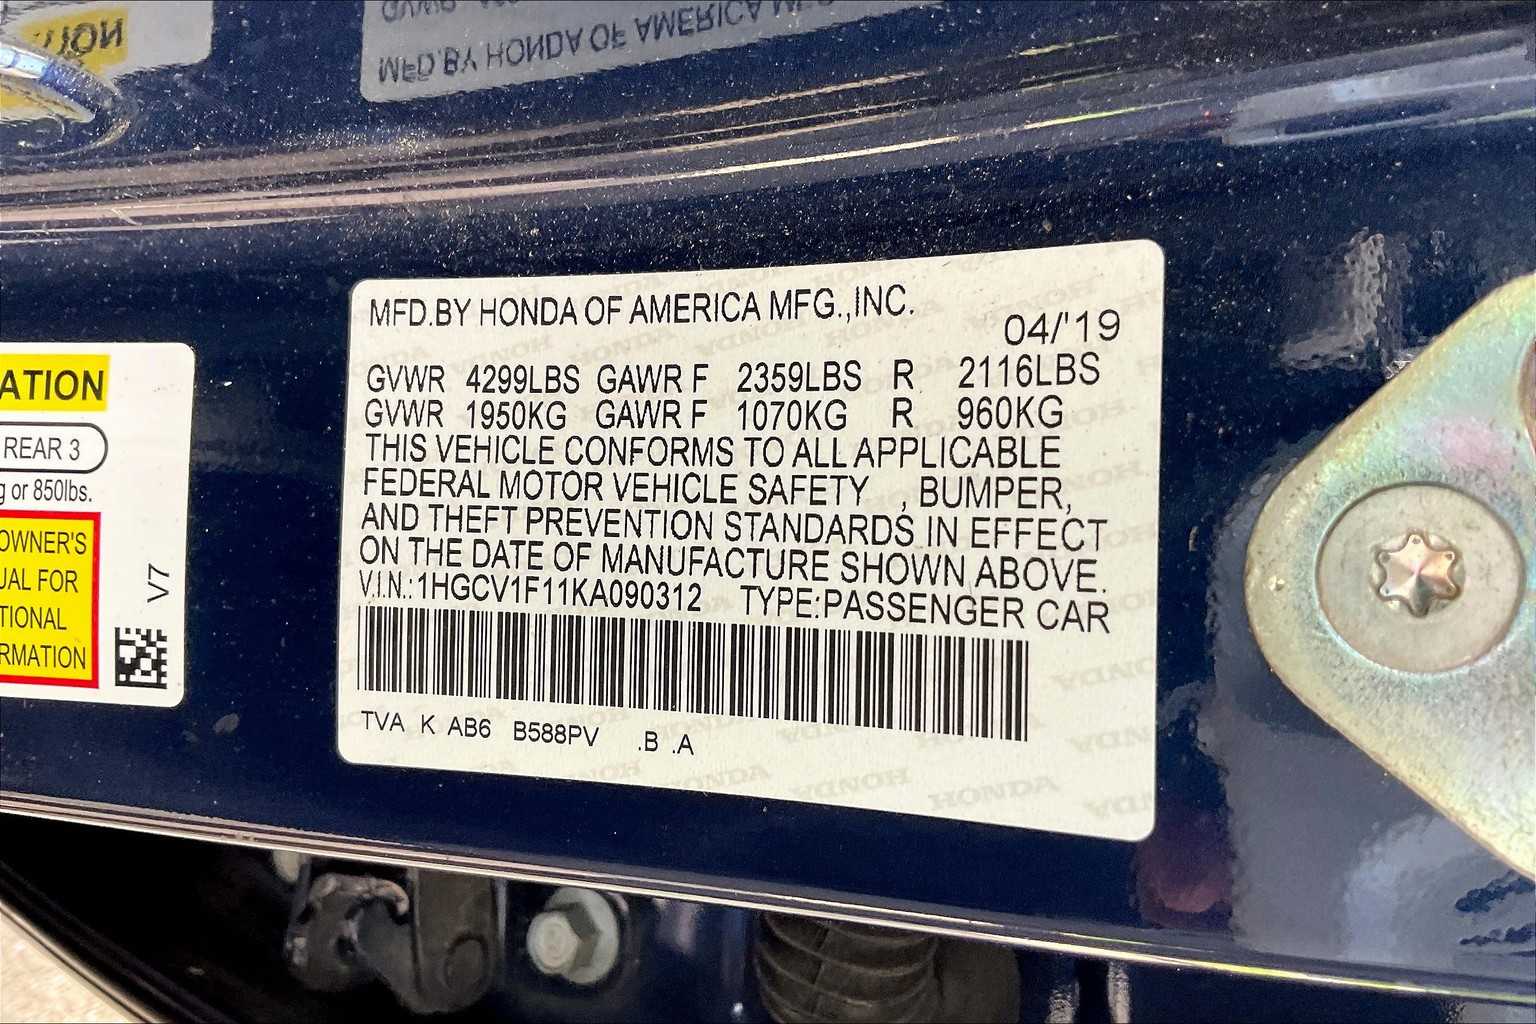 MFD.BY HONDA OF AMERICA MFG.,INC.
04/'19
GVWR 4299LBS GAWR F 2359LBS R 2116LBS
GVWR 1950KG GAWR F 1070KG R 960KG
THIS VEHICLE CONFORMS TO ALL APPLICABLE
FEDERAL MOTOR VEHICLE SAFETY , BUMPER,
AND THEFT PREVENTION STANDARDS IN EFFECT
ON THE DATE OF MANUFACTURE SHOWN ABOVE.
V.I.N.:1HGCV1F11KA090312 TYPE:PASSENGER CAR
TVA K AB6 B588PV .B .A
ATION
REAR 3
g or 850lbs.
OWNER'S
UAL FOR
TIONAL
RMATION
V7
MFD.BY HONDA OF AMERICA